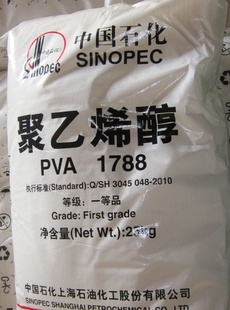 中国石化
SINOPEC
SINOPEC
聚乙烯醇
PVA 1788
执行标准(Standard):Q/SH 3045 048-2010
等级:一等品
Grade: First grade
净含量(Net Wt.):25kg
中国石化上海石油化工股份有限公司
SINOPEC SHANGHAI PETROCHEMICAL CO., LTD